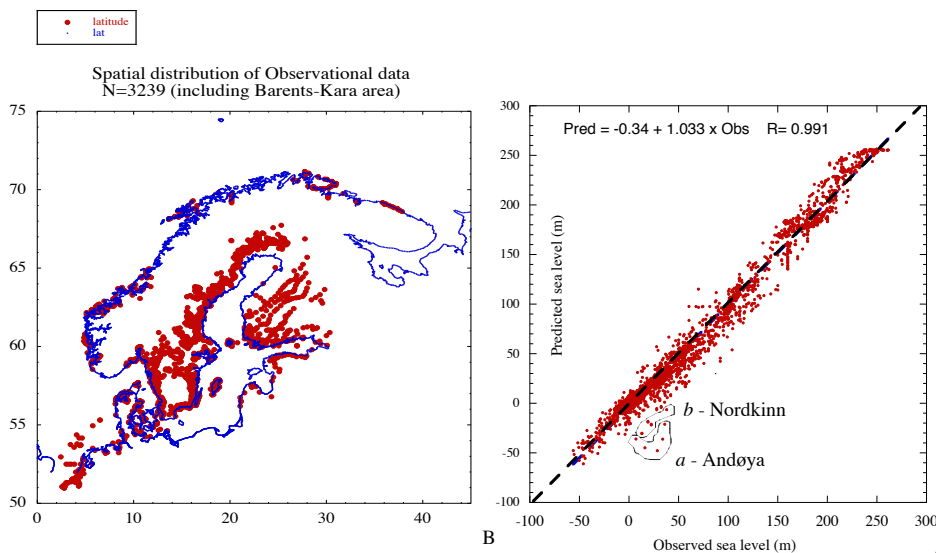 latitude
lat
Spatial distribution of Observational data
N=3239 (including Barents-Kara area)
75
70
65
60
55
50
0
10
20
30
40
300
250
200
150
100
50
0
-50
-100
Predicted sea level (m)
Pred = -0.34 + 1.033 x Obs R= 0.991
b - Nordkinn
a - Andøya
-100
-50
0
50
100
150
200
250
300
Observed sea level (m)
B